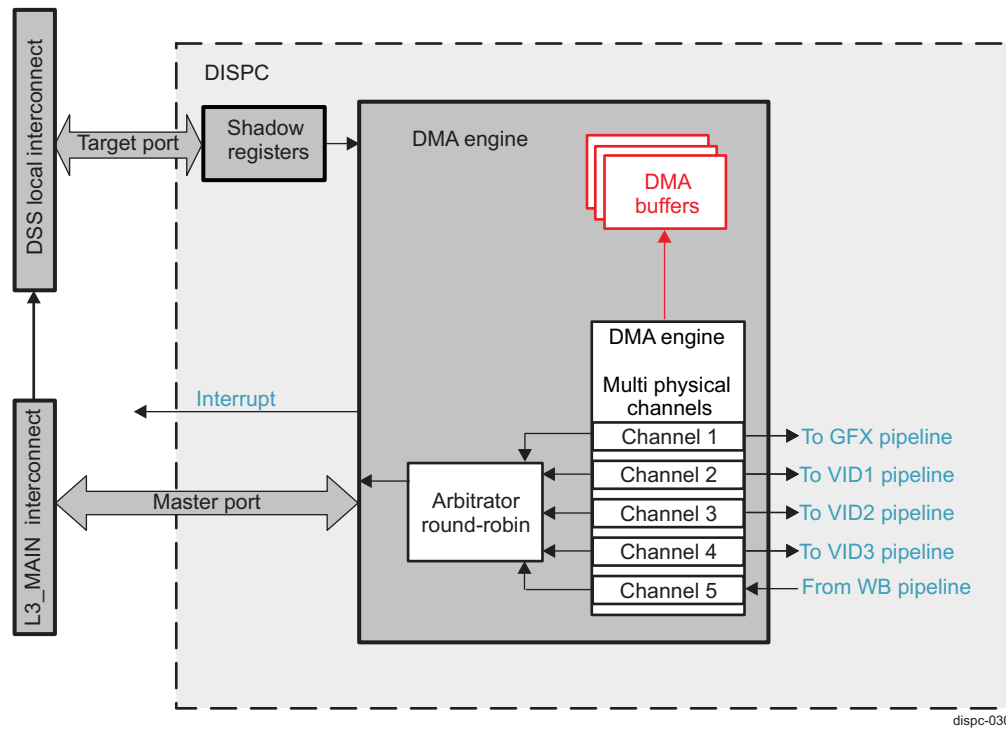 DSS local interconnect
L3_MAIN interconnect
DISPC
Target port
Shadow
registers
DMA engine
DMA
buffers
DMA engine
Multi physical
channels
Interrupt
Channel 1
To GFX pipeline
Channel 2
To VID1 pipeline
Master port
Arbitrator
round-robin
Channel 3
To VID2 pipeline
Channel 4
To VID3 pipeline
Channel 5
From WB pipeline
dispc-030